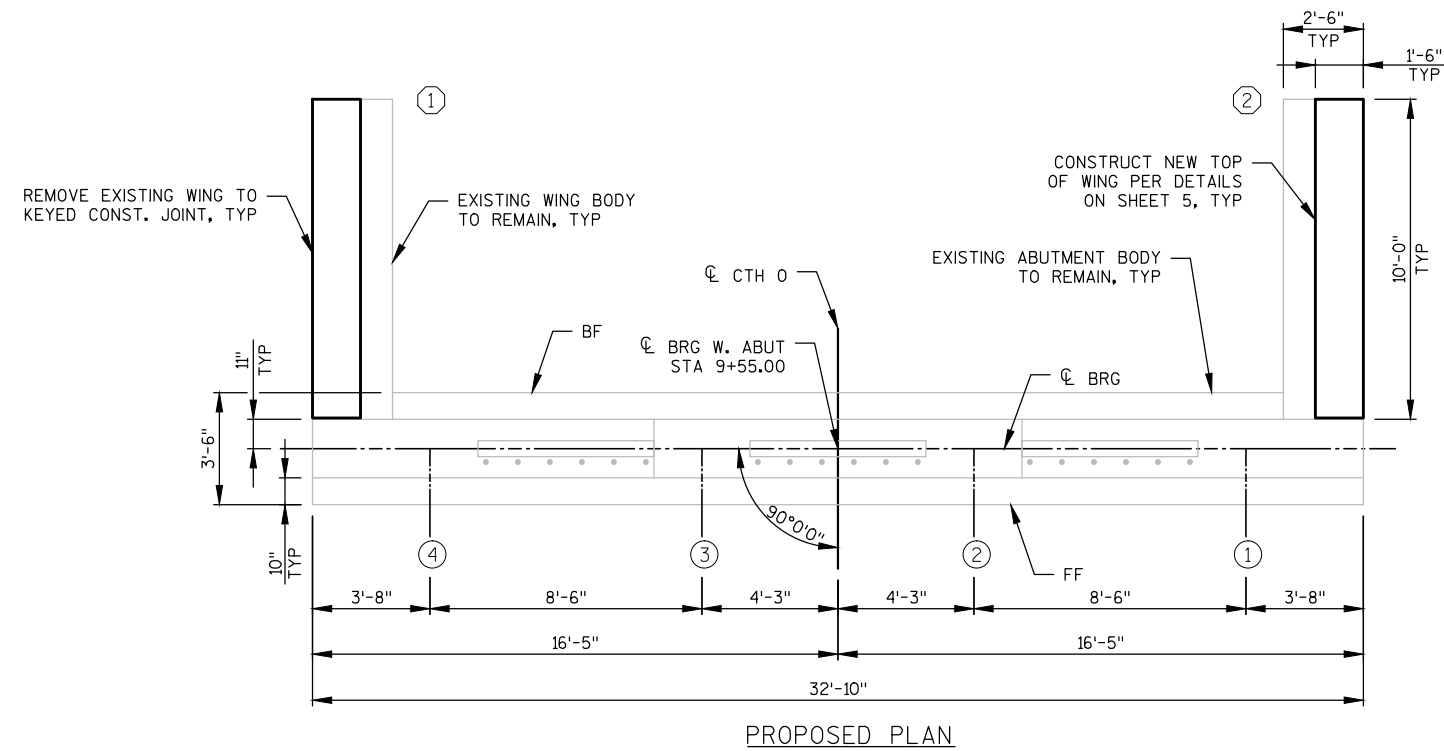 2'-6"
TYP
1'-6"
TYP
1
2
REMOVE EXISTING WING TO
KEYED CONST. JOINT, TYP
EXISTING WING BODY
TO REMAIN, TYP
CONSTRUCT NEW TOP
OF WING PER DETAILS
ON SHEET 5, TYP
10'-0"
TYP
EXISTING ABUTMENT BODY
TO REMAIN, TYP
℄ CTH O
BF
℄ BRG W. ABUT
STA 9+55.00
℄ BRG
11"
TYP
3'-6"
10"
TYP
90°0'0"
4
3
2
1
FF
3'-8"
8'-6"
4'-3"
4'-3"
8'-6"
3'-8"
16'-5"
16'-5"
32'-10"
PROPOSED PLAN